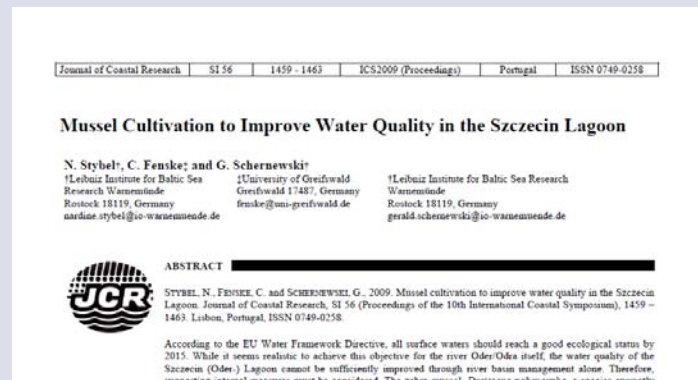 Journal of Coastal Research SI 56 1459 - 1463 ICS2009 (Proceedings) Portugal ISSN 0749-0258
Mussel Cultivation to Improve Water Quality in the Szczecin Lagoon
N. Stybel†, C. Fenske‡ and G. Schernewski†
†Leibniz Institute for Baltic Sea ‡University of Greifswald †Leibniz Institute for Baltic Sea Research
Research Warnemünde Greifswald 17487, Germany Warnemünde
Rostock 18119, Germany fenske@uni-greifswald.de Rostock 18119, Germany
nardine.stybel@io-warnemuende.de gerald.schernewski@io-warnemuende.de
ABSTRACT
JCR
STYBEL, N., FENSKE, C. and SCHERNEWSKI, G., 2009. Mussel cultivation to improve water quality in the Szczecin
Lagoon. Journal of Coastal Research, SI 56 (Proceedings of the 10th International Coastal Symposium), 1459 –
1463. Lisbon, Portugal, ISSN 0749-0258.
According to the EU Water Framework Directive, all surface waters should reach a good ecological status by
2015. While it seems realistic to achieve this objective for the river Oder/Odra itself, the water quality of the
Szczecin (Oder-) Lagoon cannot be sufficiently improved through river basin management alone. Therefore,